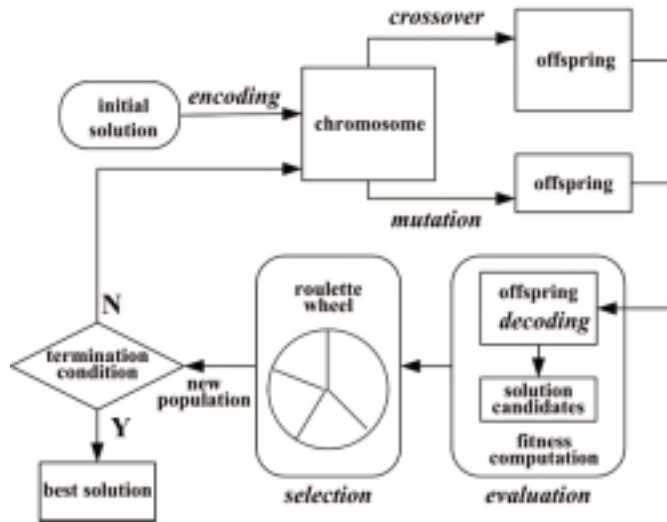 crossover
offspring
encoding
initial
solution
chromosome
offspring
mutation
roulette
wheel
offspring
decoding
N
termination
condition
new
population
solution
candidates
Y
fitness
computation
best solution
selection
evaluation